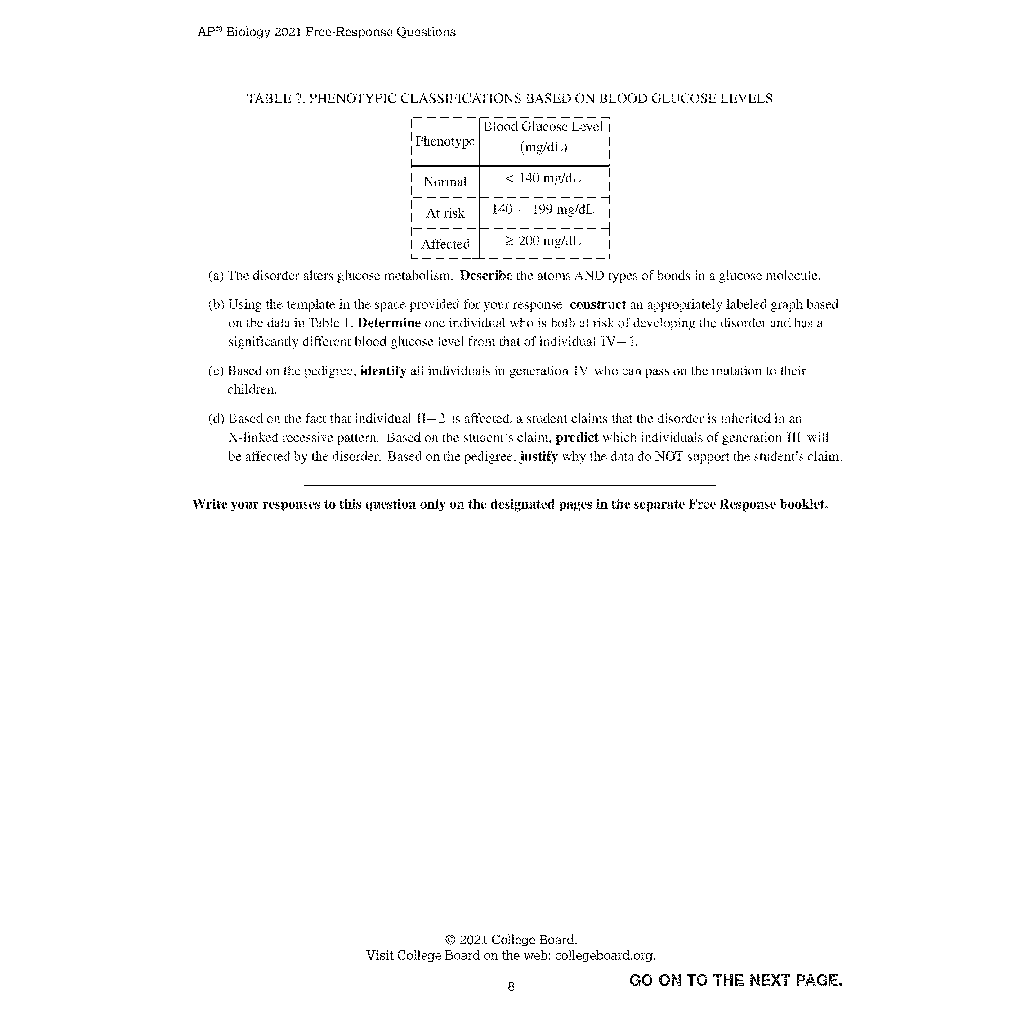 AP® Biology 2021 Free-Response Questions
TABLE 2. PHENOTYPIC CLASSIFICATIONS BASED ON BLOOD GLUCOSE LEVELS
Phenotype
Blood Glucose Level
(mg/dL)
Normal
< 140 mg/dL
At risk
140 – 199 mg/dL
Affected
≥ 200 mg/dL
(a) The disorder alters glucose metabolism. Describe the atoms AND types of bonds in a glucose molecule.
(b) Using the template in the space provided for your response, construct an appropriately labeled graph based
on the data in Table 1. Determine one individual who is both at risk of developing the disorder and has a
significantly different blood glucose level from that of individual IV–1.
(c) Based on the pedigree, identify all individuals in generation IV who can pass on the mutation to their
children.
(d) Based on the fact that individual II–2 is affected, a student claims that the disorder is inherited in an
X-linked recessive pattern. Based on the student's claim, predict which individuals of generation III will
be affected by the disorder. Based on the pedigree, justify why the data do NOT support the student's claim.
Write your responses to this question only on the designated pages in the separate Free Response booklet.
© 2021 College Board.
Visit College Board on the web: collegeboard.org.
8
GO ON TO THE NEXT PAGE.